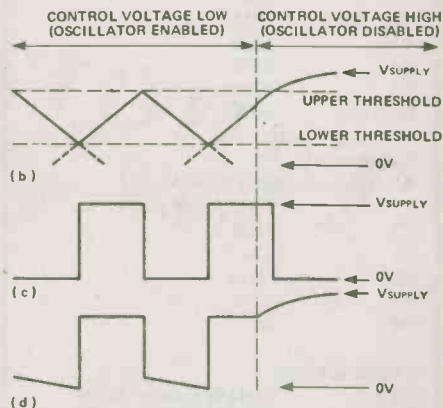 CONTROL VOLTAGE LOW
(OSCILLATOR ENABLED)
CONTROL VOLTAGE HIGH
(OSCILLATOR DISABLED)
VSUPPLY
UPPER THRESHOLD
LOWER THRESHOLD
0V
(b)
VSUPPLY
0V
(c)
VSUPPLY
0V
(d)